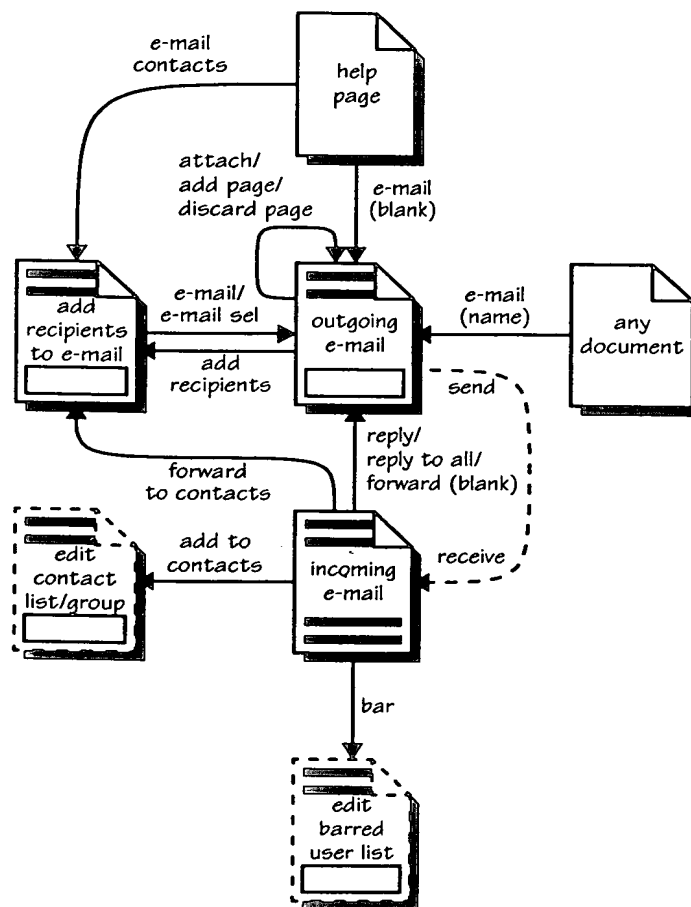 e-mail
contacts
help
page
attach/
add page/
discard page
e-mail
(blank)
add
recipients
to e-mail
e-mail/
e-mail sel
add
recipients
outgoing
e-mail
e-mail
(name)
any
document
send
reply/
reply to all/
forward (blank)
forward
to contacts
receive
edit
contact
list/group
add to
contacts
incoming
e-mail
bar
edit
barred
user list